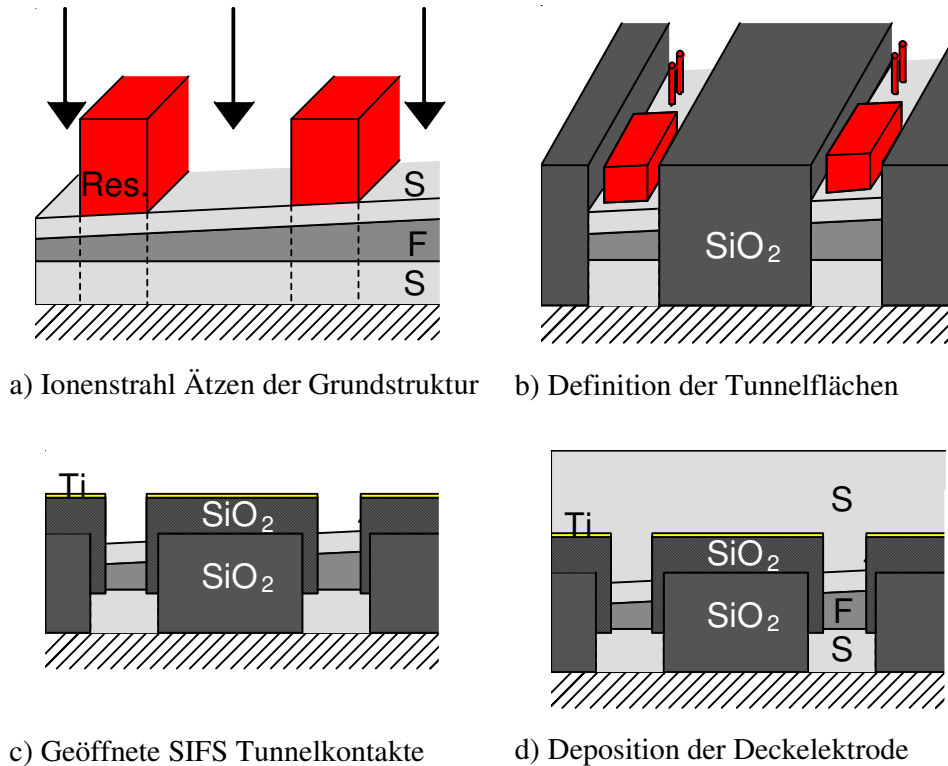 Res.
S
F
S
SiO2
a) Ionenstrahl Ätzen der Grundstruktur
b) Definition der Tunnelflächen
Ti
SiO2
SiO2
S
Ti
SiO2
SiO2
F
S
c) Geöffnete SIFS Tunnelkontakte
d) Deposition der Deckelektrode